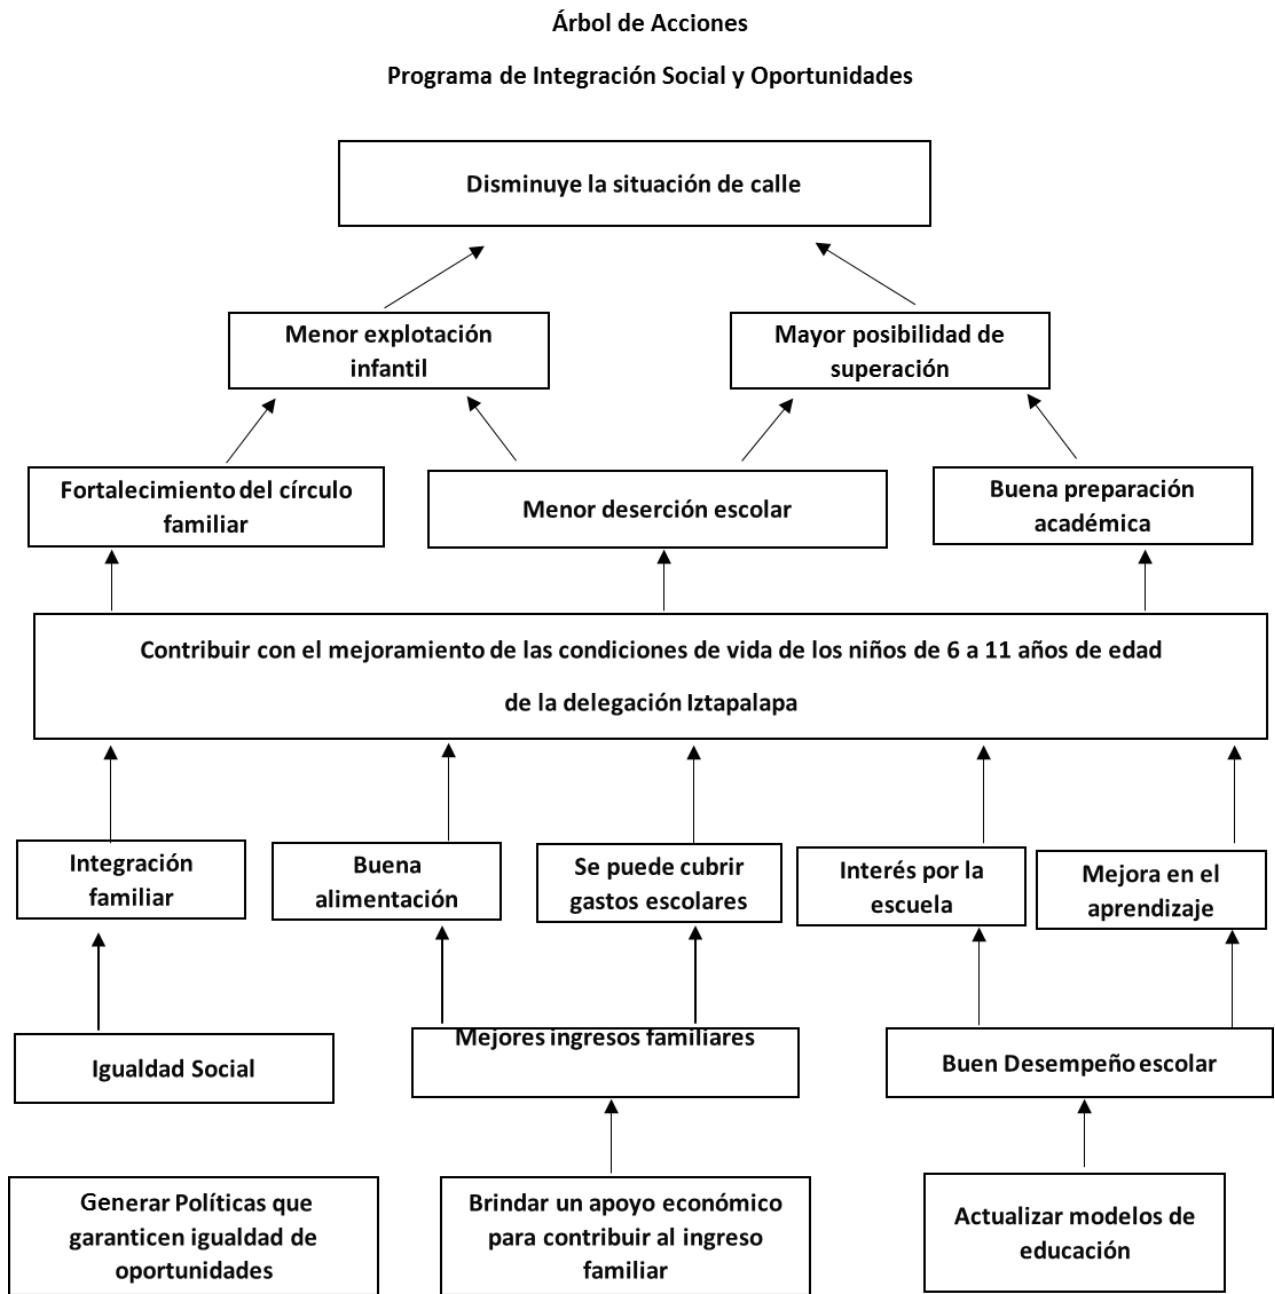 Árbol de Acciones
Programa de Integración Social y Oportunidades
Disminuye la situación de calle
Menor explotación
infantil
Mayor posibilidad de
superación
Fortalecimiento del círculo
familiar
Menor deserción escolar
Buena preparación
académica
Contribuir con el mejoramiento de las condiciones de vida de los niños de 6 a 11 años de edad
de la delegación Iztapalapa
Integración
familiar
Buena
alimentación
Se puede cubrir
gastos escolares
Interés por la
escuela
Mejora en el
aprendizaje
Igualdad Social
Mejores ingresos familiares
Buen Desempeño escolar
Generar Políticas que
garanticen igualdad de
oportunidades
Brindar un apoyo económico
para contribuir al ingreso
familiar
Actualizar modelos de
educación